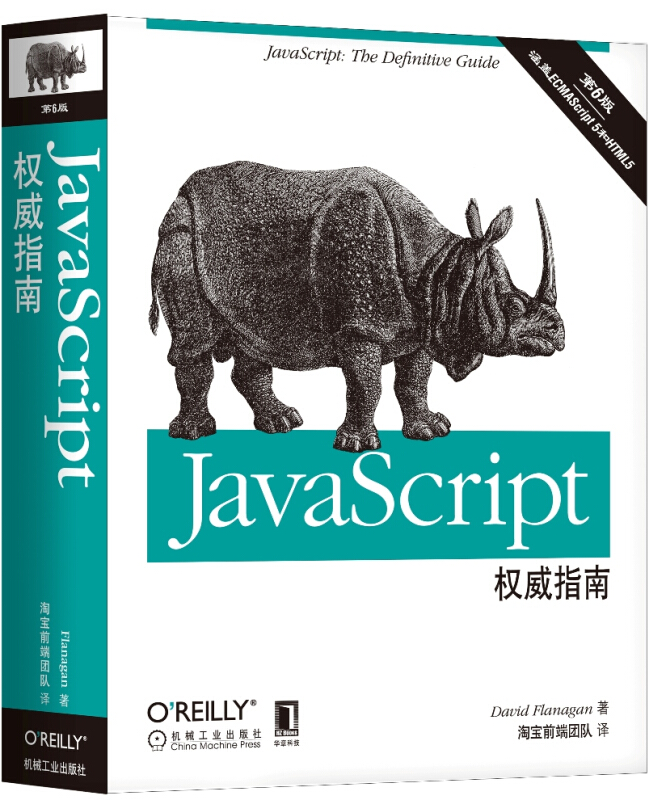 第6版
JavaScript
权威指南
Flanagan 著
淘宝前端团队 译
O'REILLY®
机械工业出版社
JavaScript: The Definitive Guide
第6版
涵盖ECMAScript 5和HTML5
JavaScript
权威指南
O'REILLY®
机械工业出版社
China Machine Press
HZ Books
华章科技
David Flanagan 著
淘宝前端团队 译